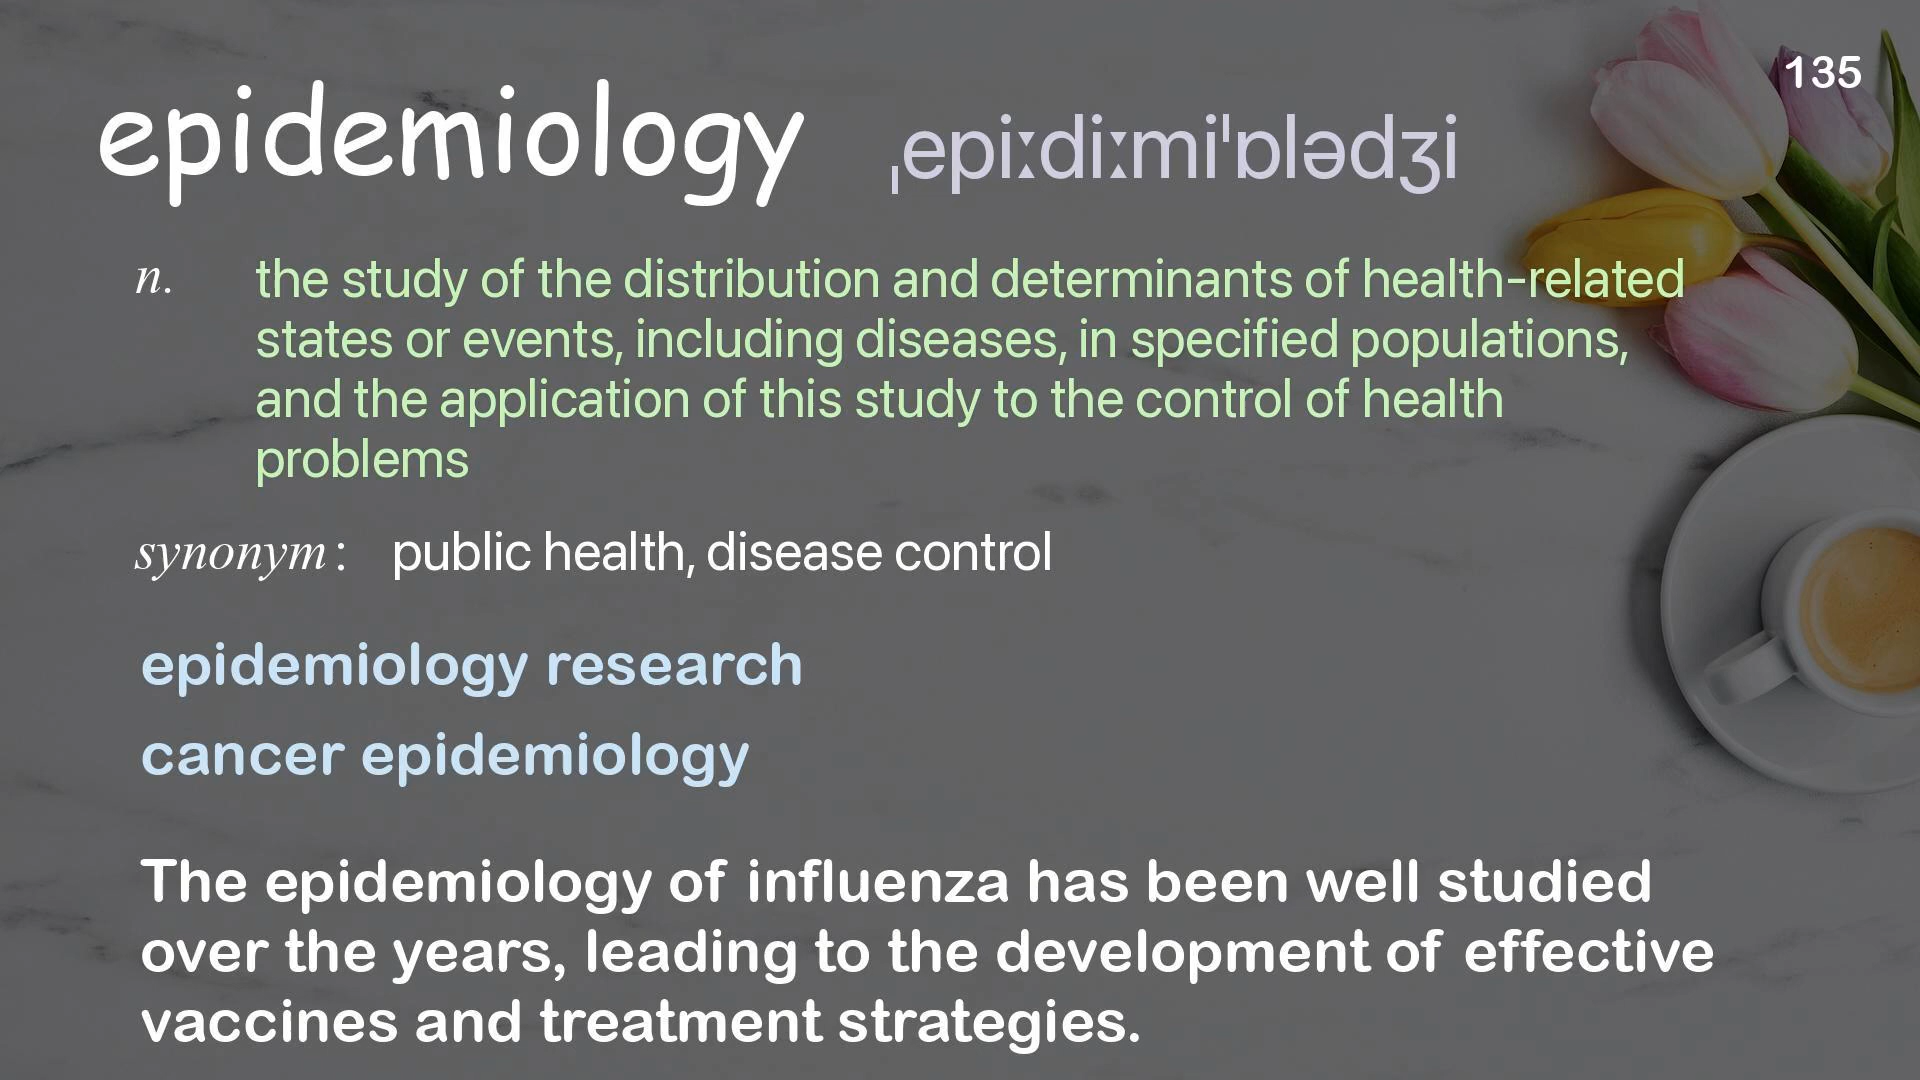 135
epidemiology ˌepiːdiːmiˈɒlədʒi
n. the study of the distribution and determinants of health-related
states or events, including diseases, in specified populations,
and the application of this study to the control of health
problems
synonym: public health, disease control
epidemiology research
cancer epidemiology
The epidemiology of influenza has been well studied
over the years, leading to the development of effective
vaccines and treatment strategies.